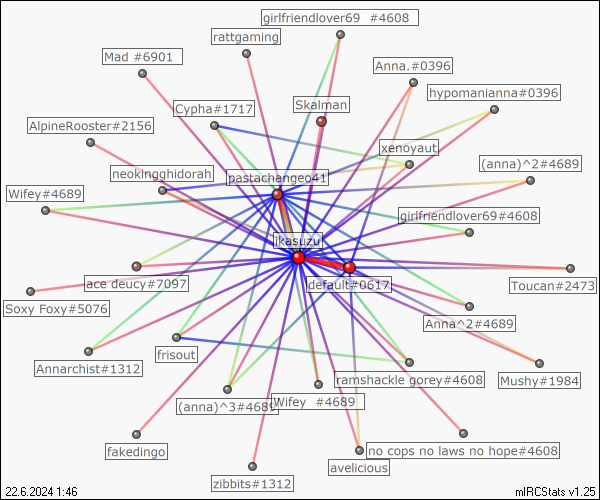 girlfriendlover69  #4608
rattgaming
Mad #6901
Anna.#0396
hypomanianna#0396
Skalman
Cypha#1717
AlpineRooster#2156
xenoyaut
(anna)^2#4689
neokingghidorah
pastachangeo41
Wifey#4689
girlfriendlover69#4608
ikasuzu
ace deucy#7097
default#0617
Toucan#2473
Soxy Foxy#5076
Anna^2#4689
Annarchist#1312
frisout
ramshackle gorey#4608
Mushy#1984
(anna)^3#4689
Wifey  #4689
fakedingo
no cops no laws no hope#4608
avelicious
zibbits#1312
22.6.2024 1:46
mIRCStats v1.25